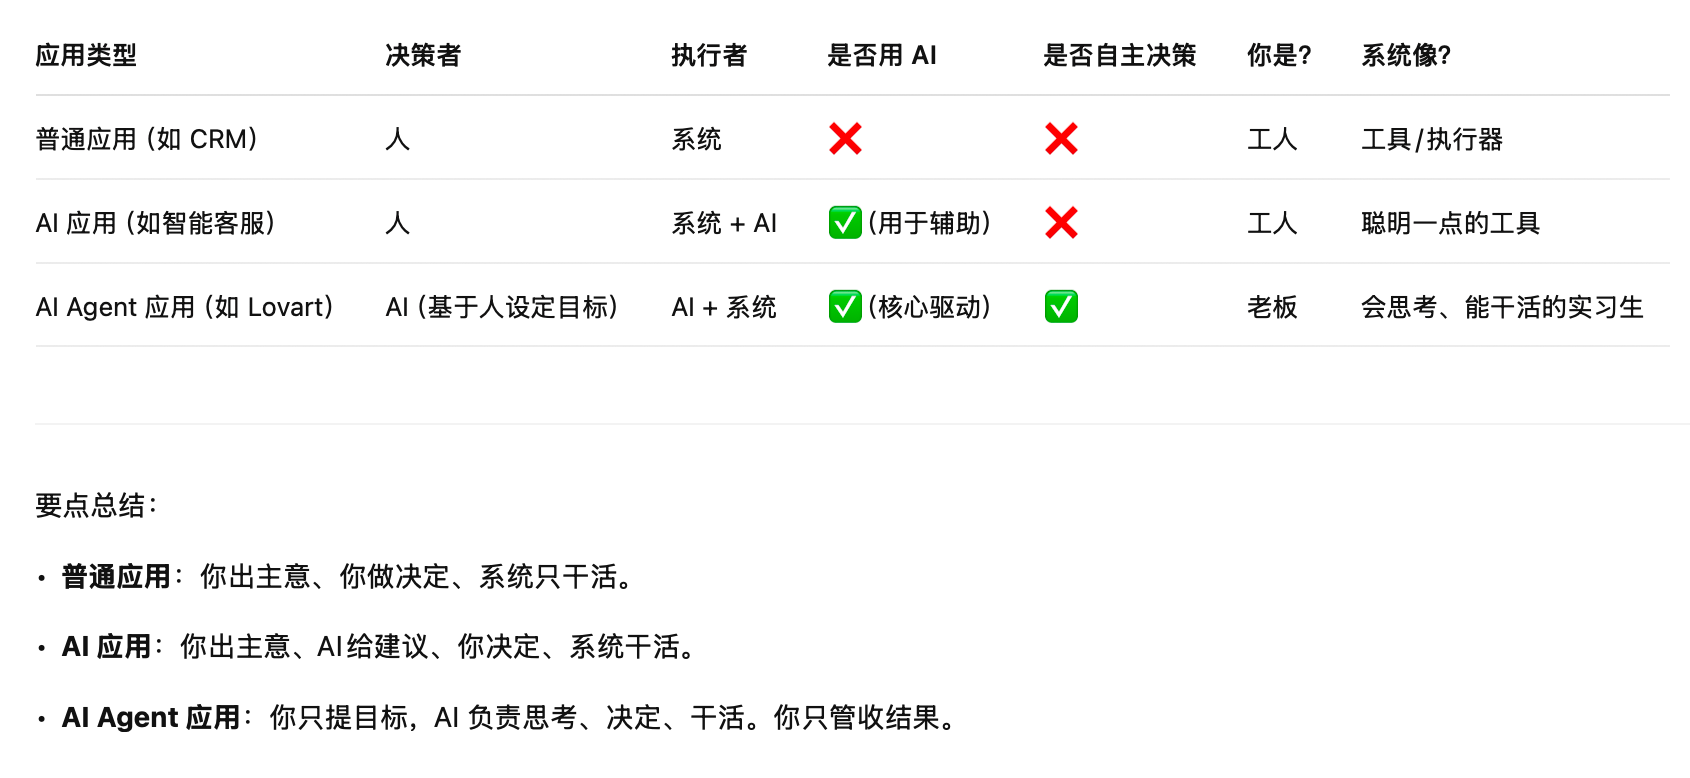 应用类型 决策者 执行者 是否用 AI 是否自主决策 你是? 系统像?
普通应用（如 CRM） 人 系统 ❌ ❌ 工人 工具/执行器
AI 应用（如智能客服） 人 系统 + AI ✅（用于辅助） ❌ 工人 聪明一点的工具
AI Agent 应用（如 Lovart） AI（基于人设定目标） AI + 系统 ✅（核心驱动） ✅ 老板 会思考、能干活的实习生
要点总结：
• 普通应用：你出主意、你做决定、系统只干活。
• AI 应用：你出主意、AI给建议、你决定、系统干活。
• AI Agent 应用：你只提目标，AI 负责思考、决定、干活。你只管收结果。